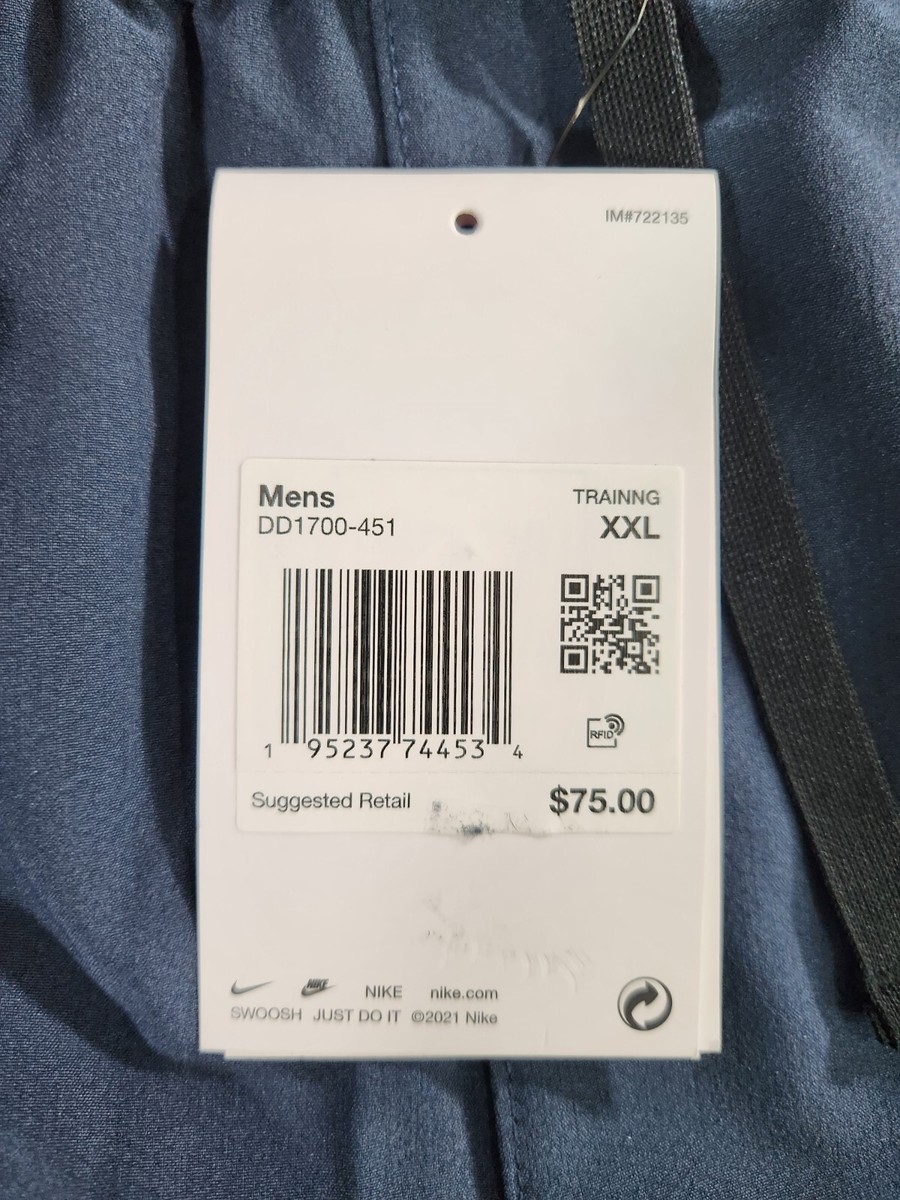 IM#722135
Mens TRAINNG
DD1700-451 XXL
RFID
1 95237 74453 4
Suggested Retail $75.00
NIKE NIKE nike.com
SWOOSH JUST DO IT ©2021 Nike